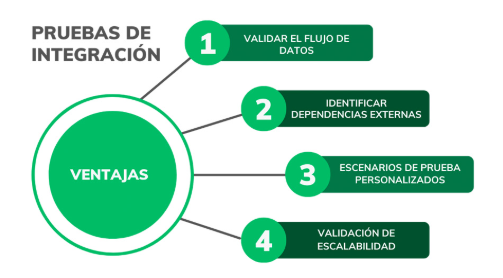 PRUEBAS DE
INTEGRACIÓN
VENTAJAS
1
VALIDAR EL FLUJO DE
DATOS
2
IDENTIFICAR
DEPENDENCIAS EXTERNAS
3
ESCENARIOS DE PRUEBA
PERSONALIZADOS
4
VALIDACIÓN DE
ESCALABILIDAD